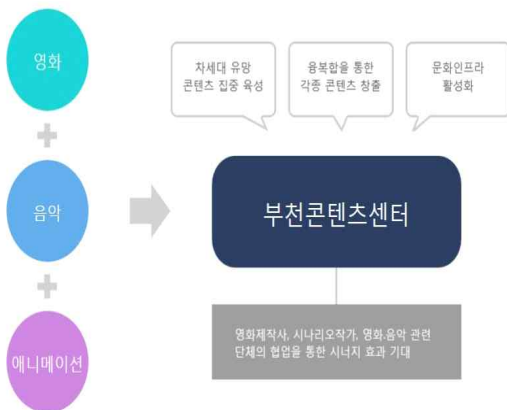 영화
+
음악
+
애니메이션
차세대 유망
콘텐츠 집중 육성
융복합을 통한
각종 콘텐츠 창출
문화인프라
활성화
부천콘텐츠센터
영화제작사, 시나리오작가, 영화.음악 관련
단체의 협업을 통한 시너지 효과 기대